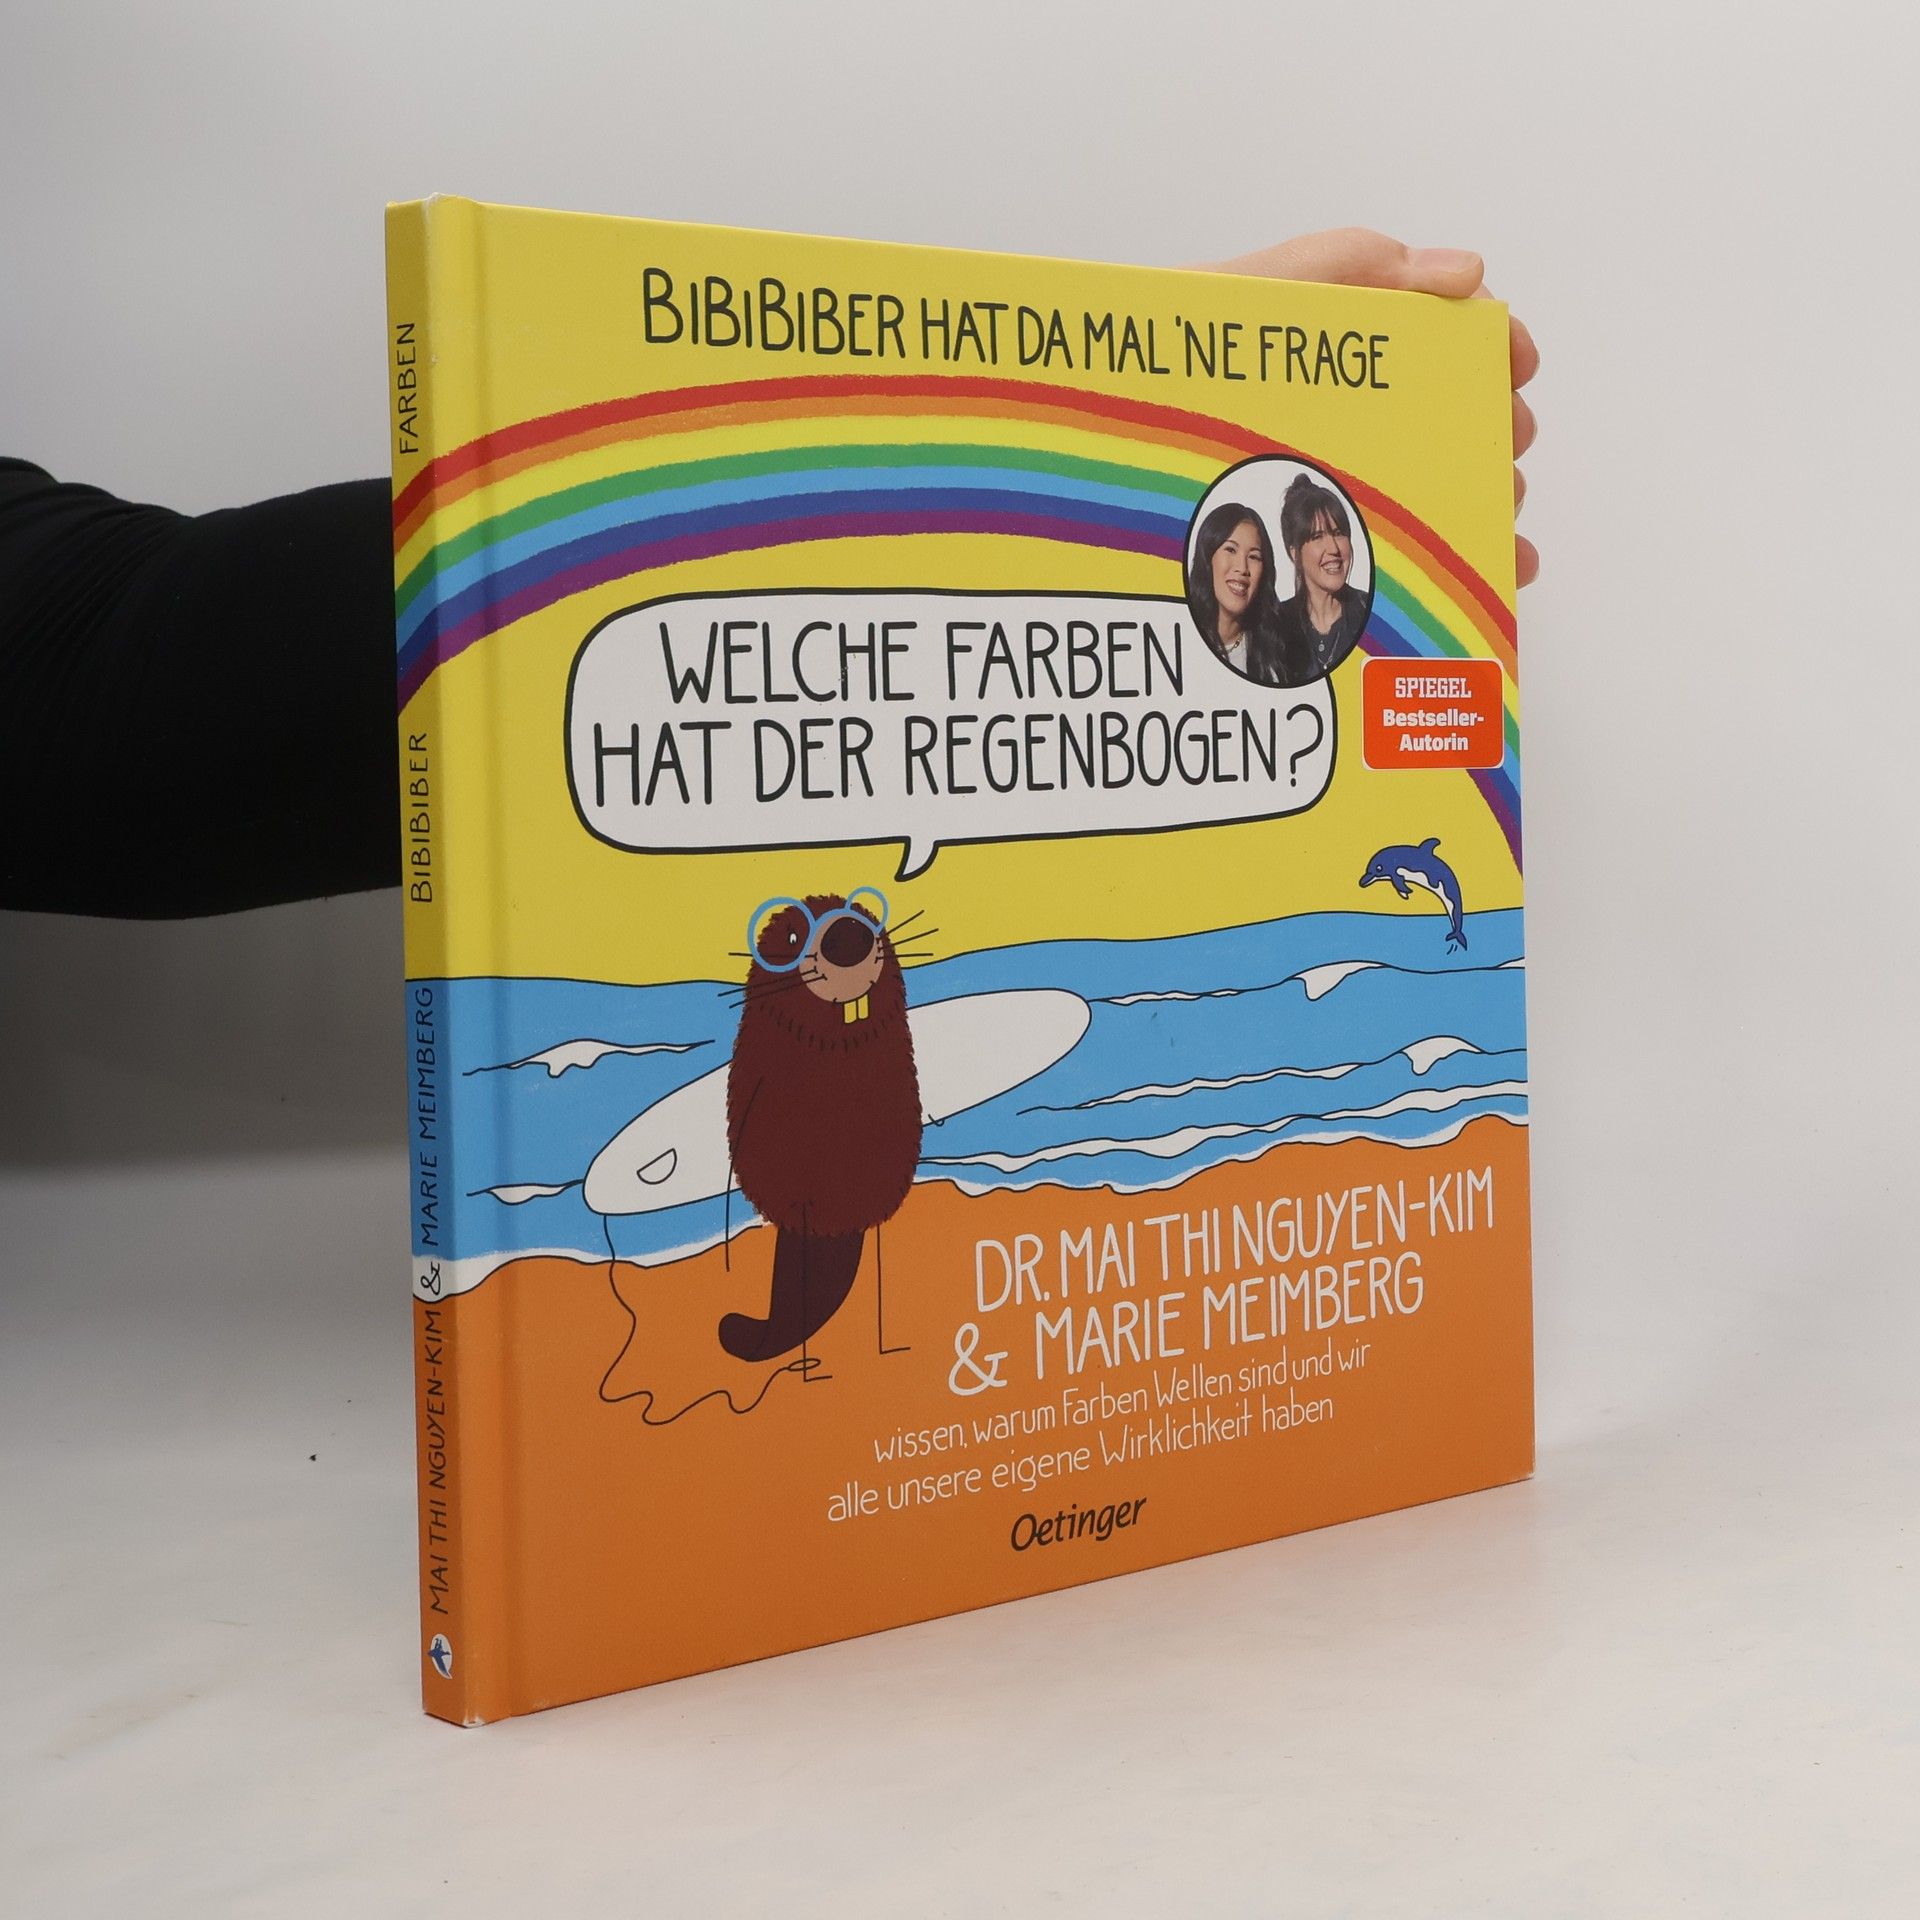 BIBIBIBER HAT DA MAL 'NE FRAGE
WELCHE FARBEN
HAT DER REGENBOGEN?
SPIEGEL
Bestseller-
Autorin
DR. MAI THI NGUYEN-KIM
& MARIE MEIMBERG
wissen, warum Farben Wellen sind und wir
alle unsere eigene Wirklichkeit haben
Oetinger
MAI THI NGUYEN-KIM & MARIE MEIMBERG BIBIBIBER FARBEN